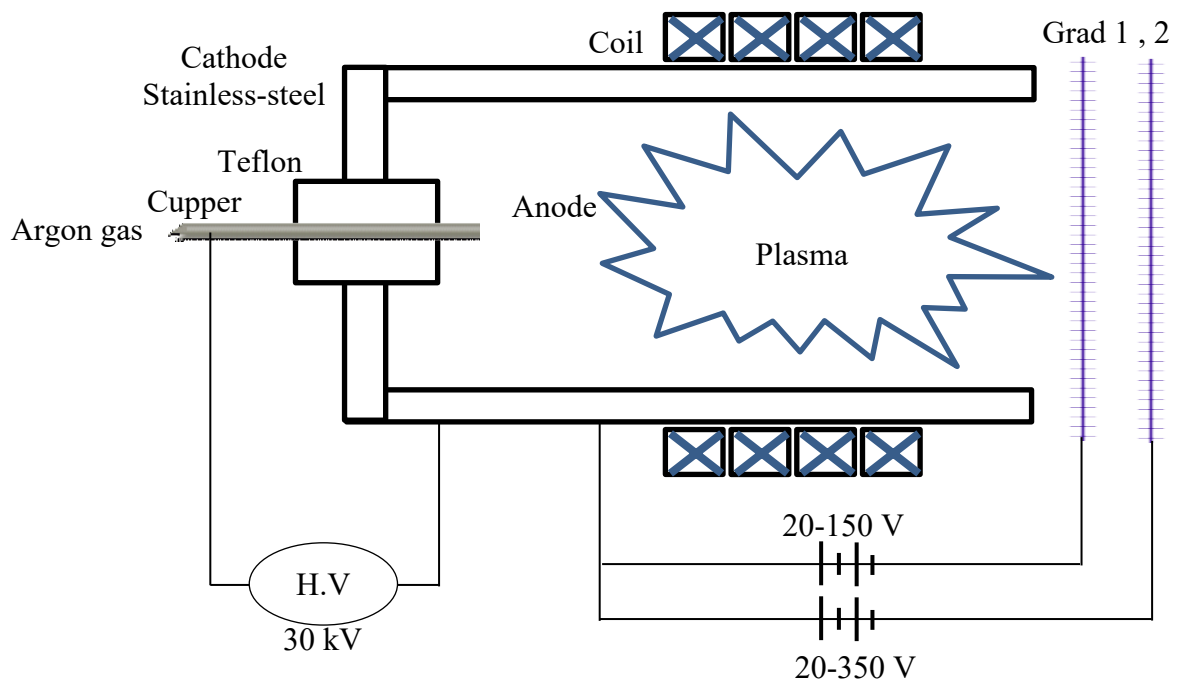 Coil
Grad 1 , 2
Cathode
Stainless-steel
Teflon
Cupper
Argon gas
Anode
Plasma
20-150 V
H.V
30 kV
20-350 V